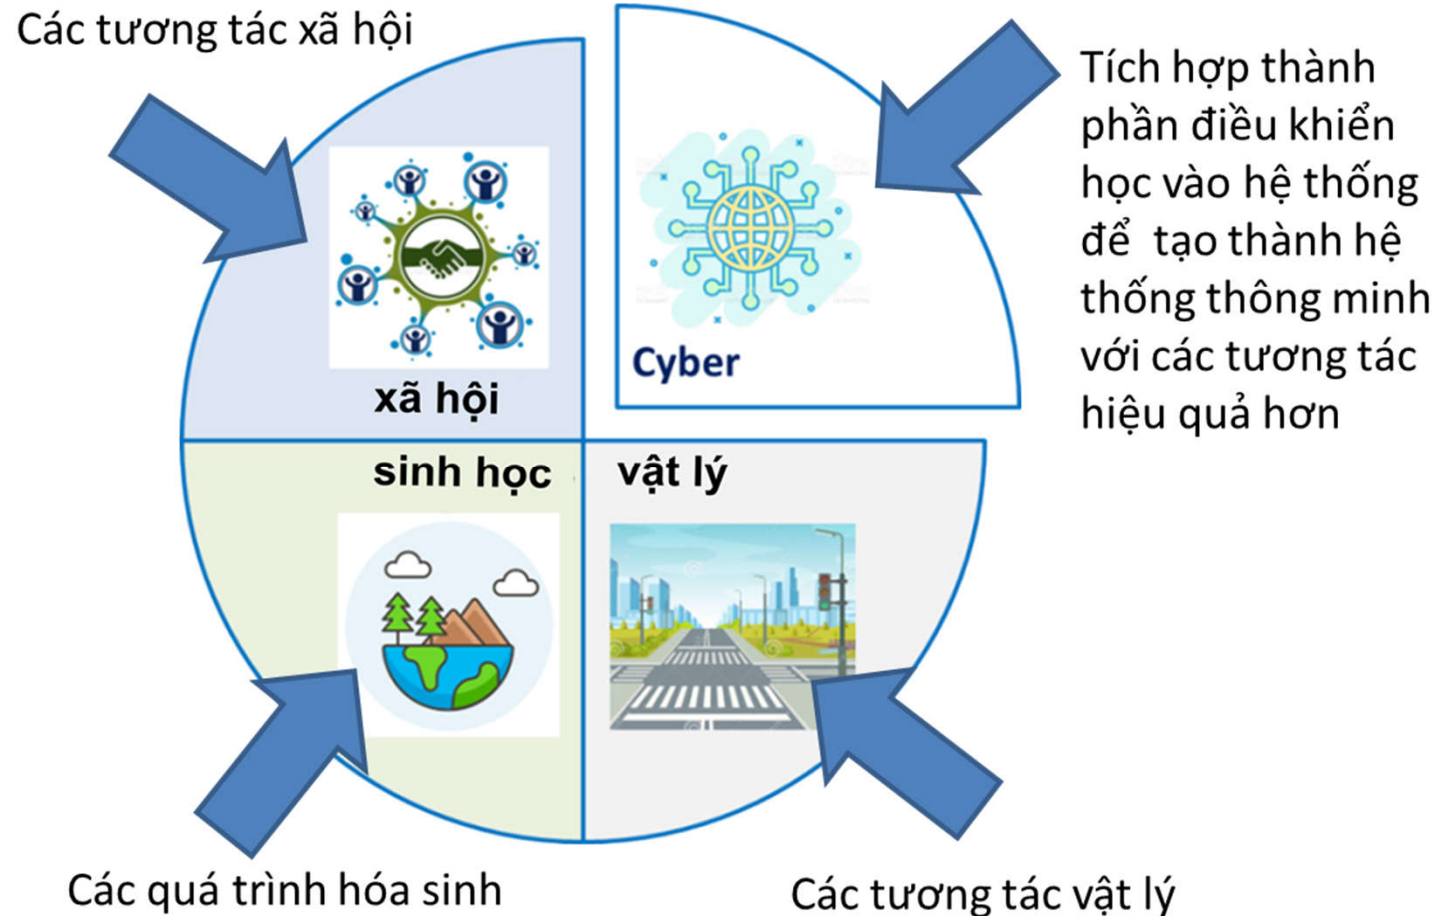 Các tương tác xã hội
Tích hợp thành
phần điều khiển
học vào hệ thống
để tạo thành hệ
thống thông minh
với các tương tác
hiệu quả hơn
Cyber
xã hội
sinh học
vật lý
Các quá trình hóa sinh
Các tương tác vật lý